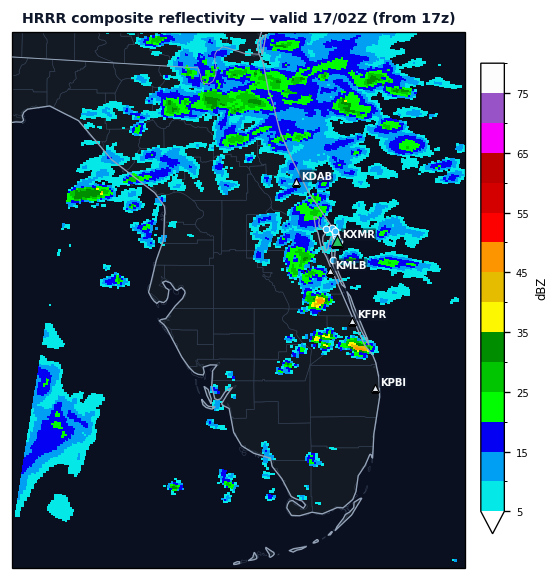 HRRR composite reflectivity — valid 17/02Z (from 17z)
KDAB
KXMR
KMLB
KFPR
KPBI
75
65
55
45
35
25
15
5
dBZ